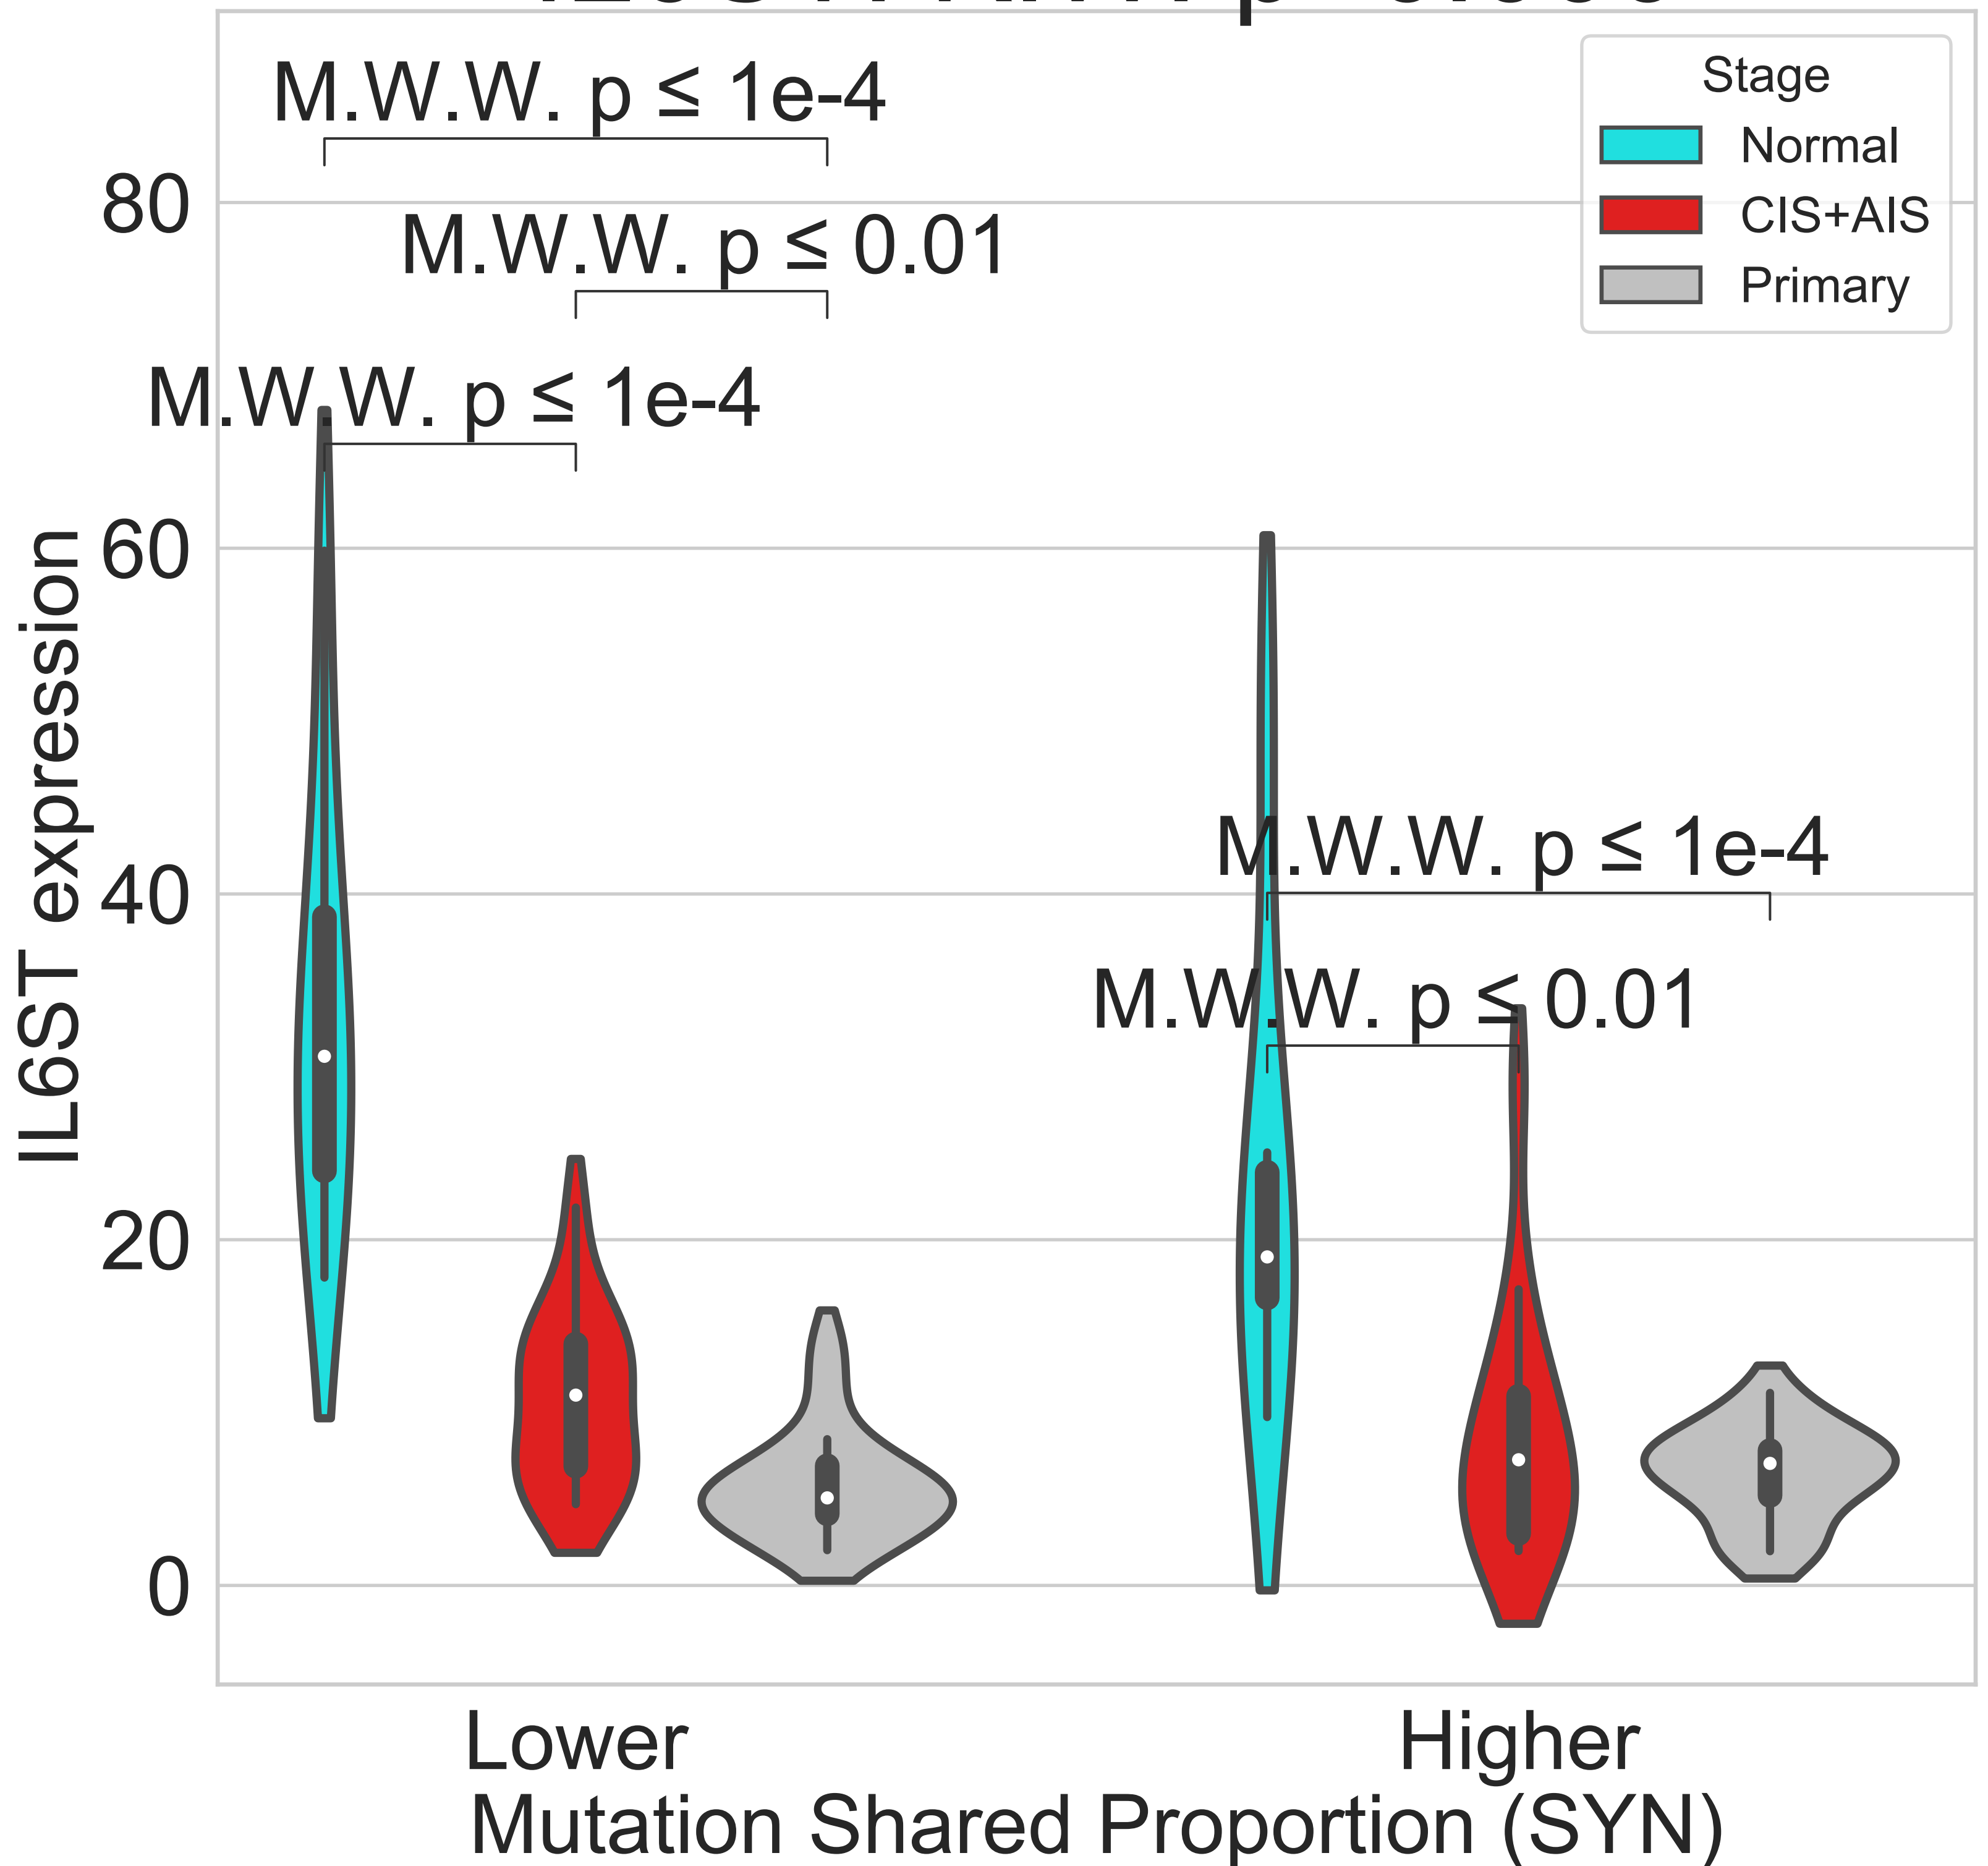 M.W.W. p ≤ 1e-4
M.W.W. p ≤ 0.01
M.W.W. p ≤ 1e-4
M.W.W. p ≤ 1e-4
M.W.W. p ≤ 0.01
Stage
Normal
CIS+AIS
Primary
IL6ST expression
80
60
40
20
0
Lower
Higher
Mutation Shared Proportion (SYN)